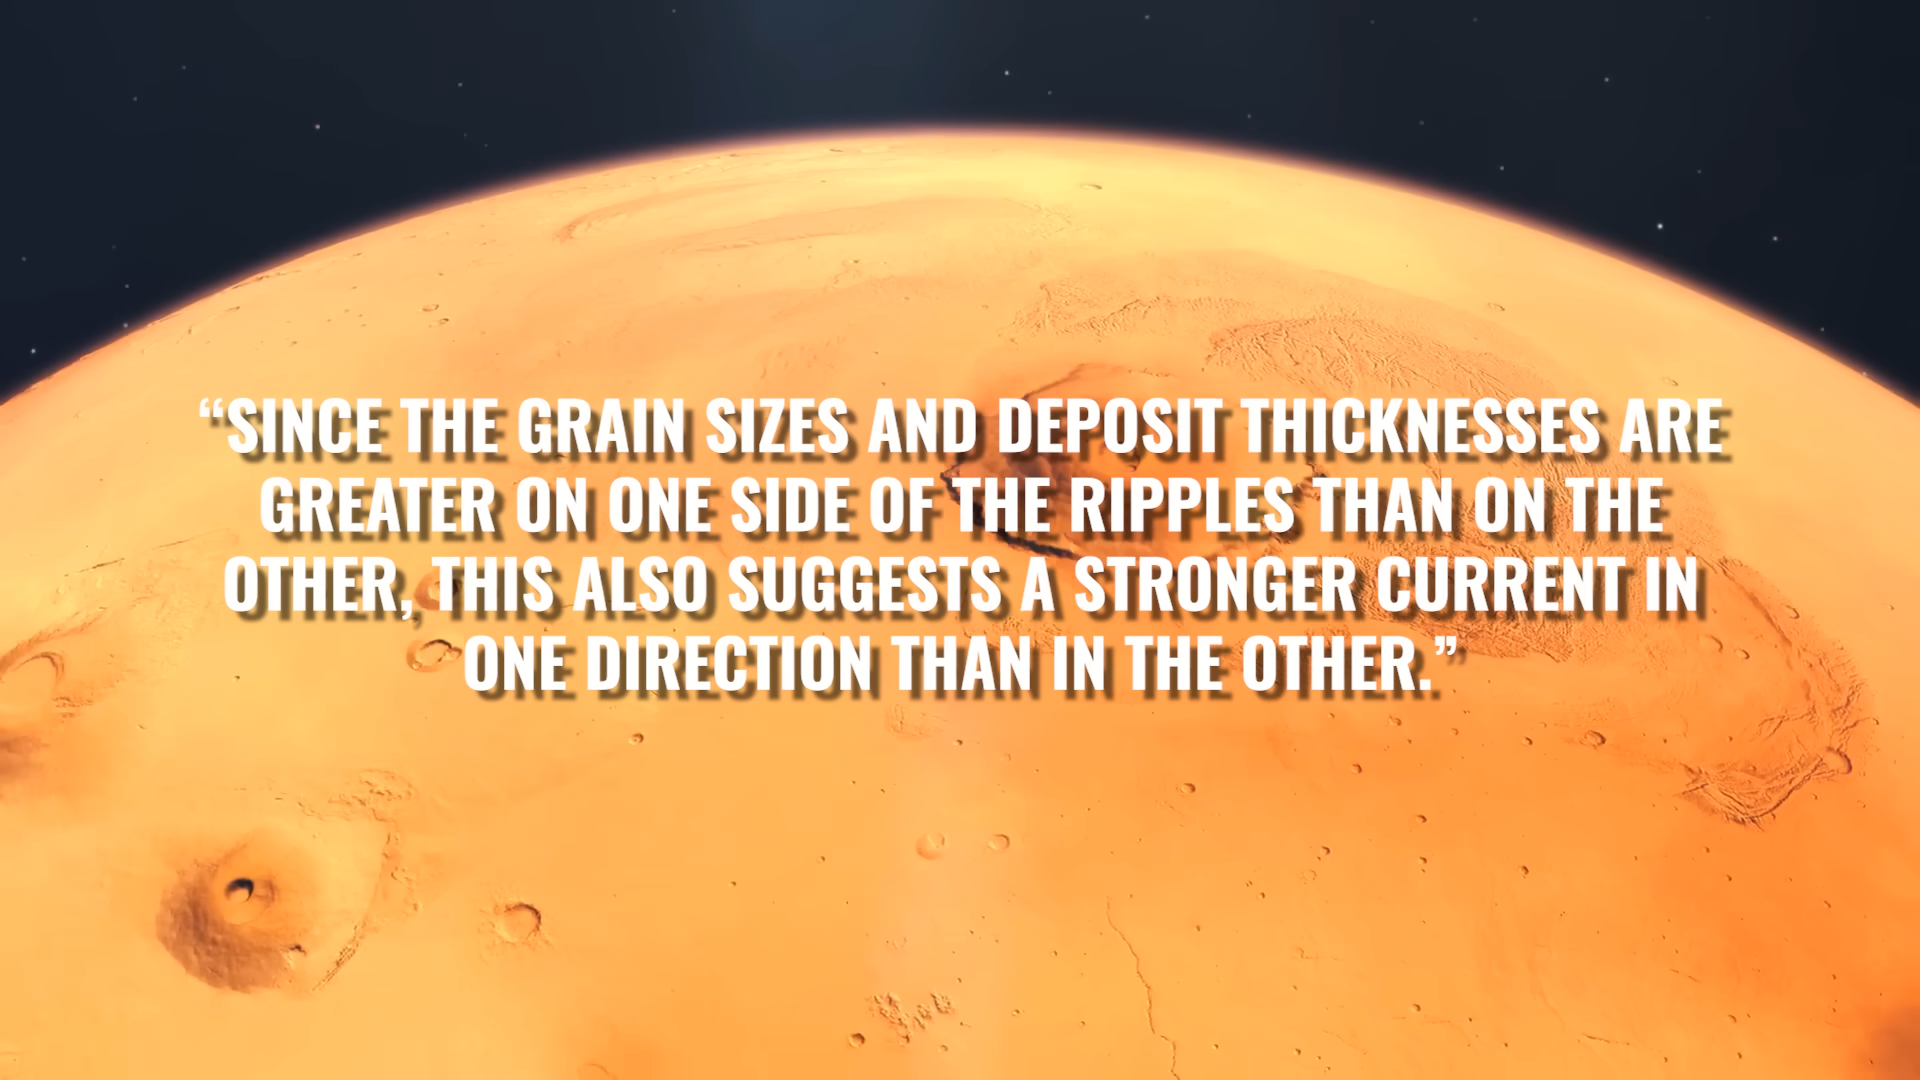 “SINCE THE GRAIN SIZES AND DEPOSIT THICKNESSES ARE
GREATER ON ONE SIDE OF THE RIPPLES THAN ON THE
OTHER, THIS ALSO SUGGESTS A STRONGER CURRENT IN
ONE DIRECTION THAN IN THE OTHER.”